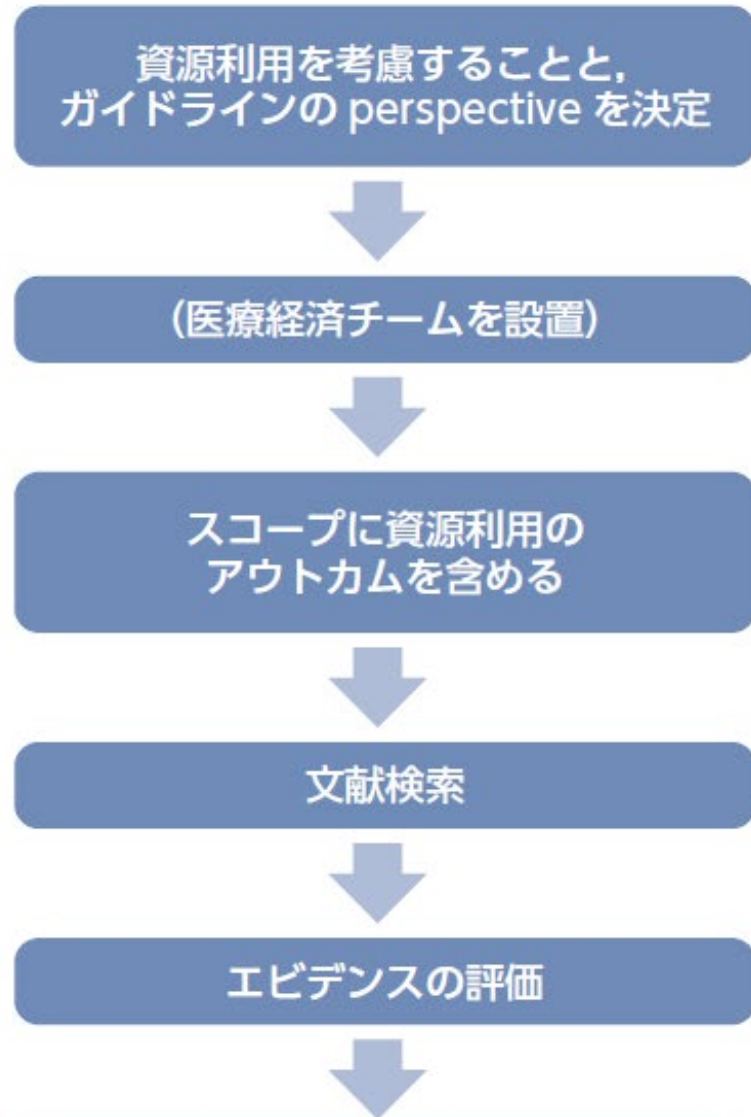 資源利用を考慮することと，
ガイドラインの perspective を決定
（医療経済チームを設置）
スコープに資源利用の
アウトカムを含める
文献検索
エビデンスの評価